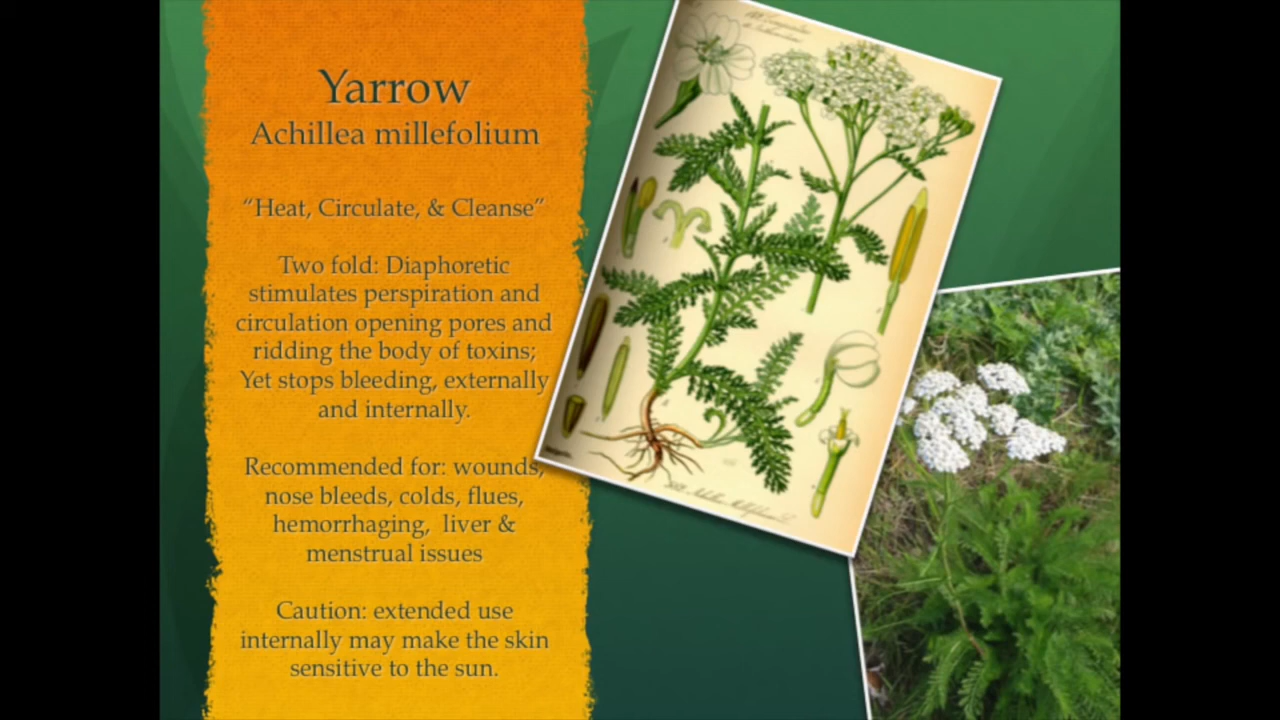 Yarrow
Achillea millefolium
“Heat, Circulate, & Cleanse”
Two fold: Diaphoretic
stimulates perspiration and
circulation opening pores and
ridding the body of toxins;
Yet stops bleeding, externally
and internally.
Recommended for: wounds,
nose bleeds, colds, flues,
hemorrhaging,  liver &
menstrual issues
Caution: extended use
internally may make the skin
sensitive to the sun.